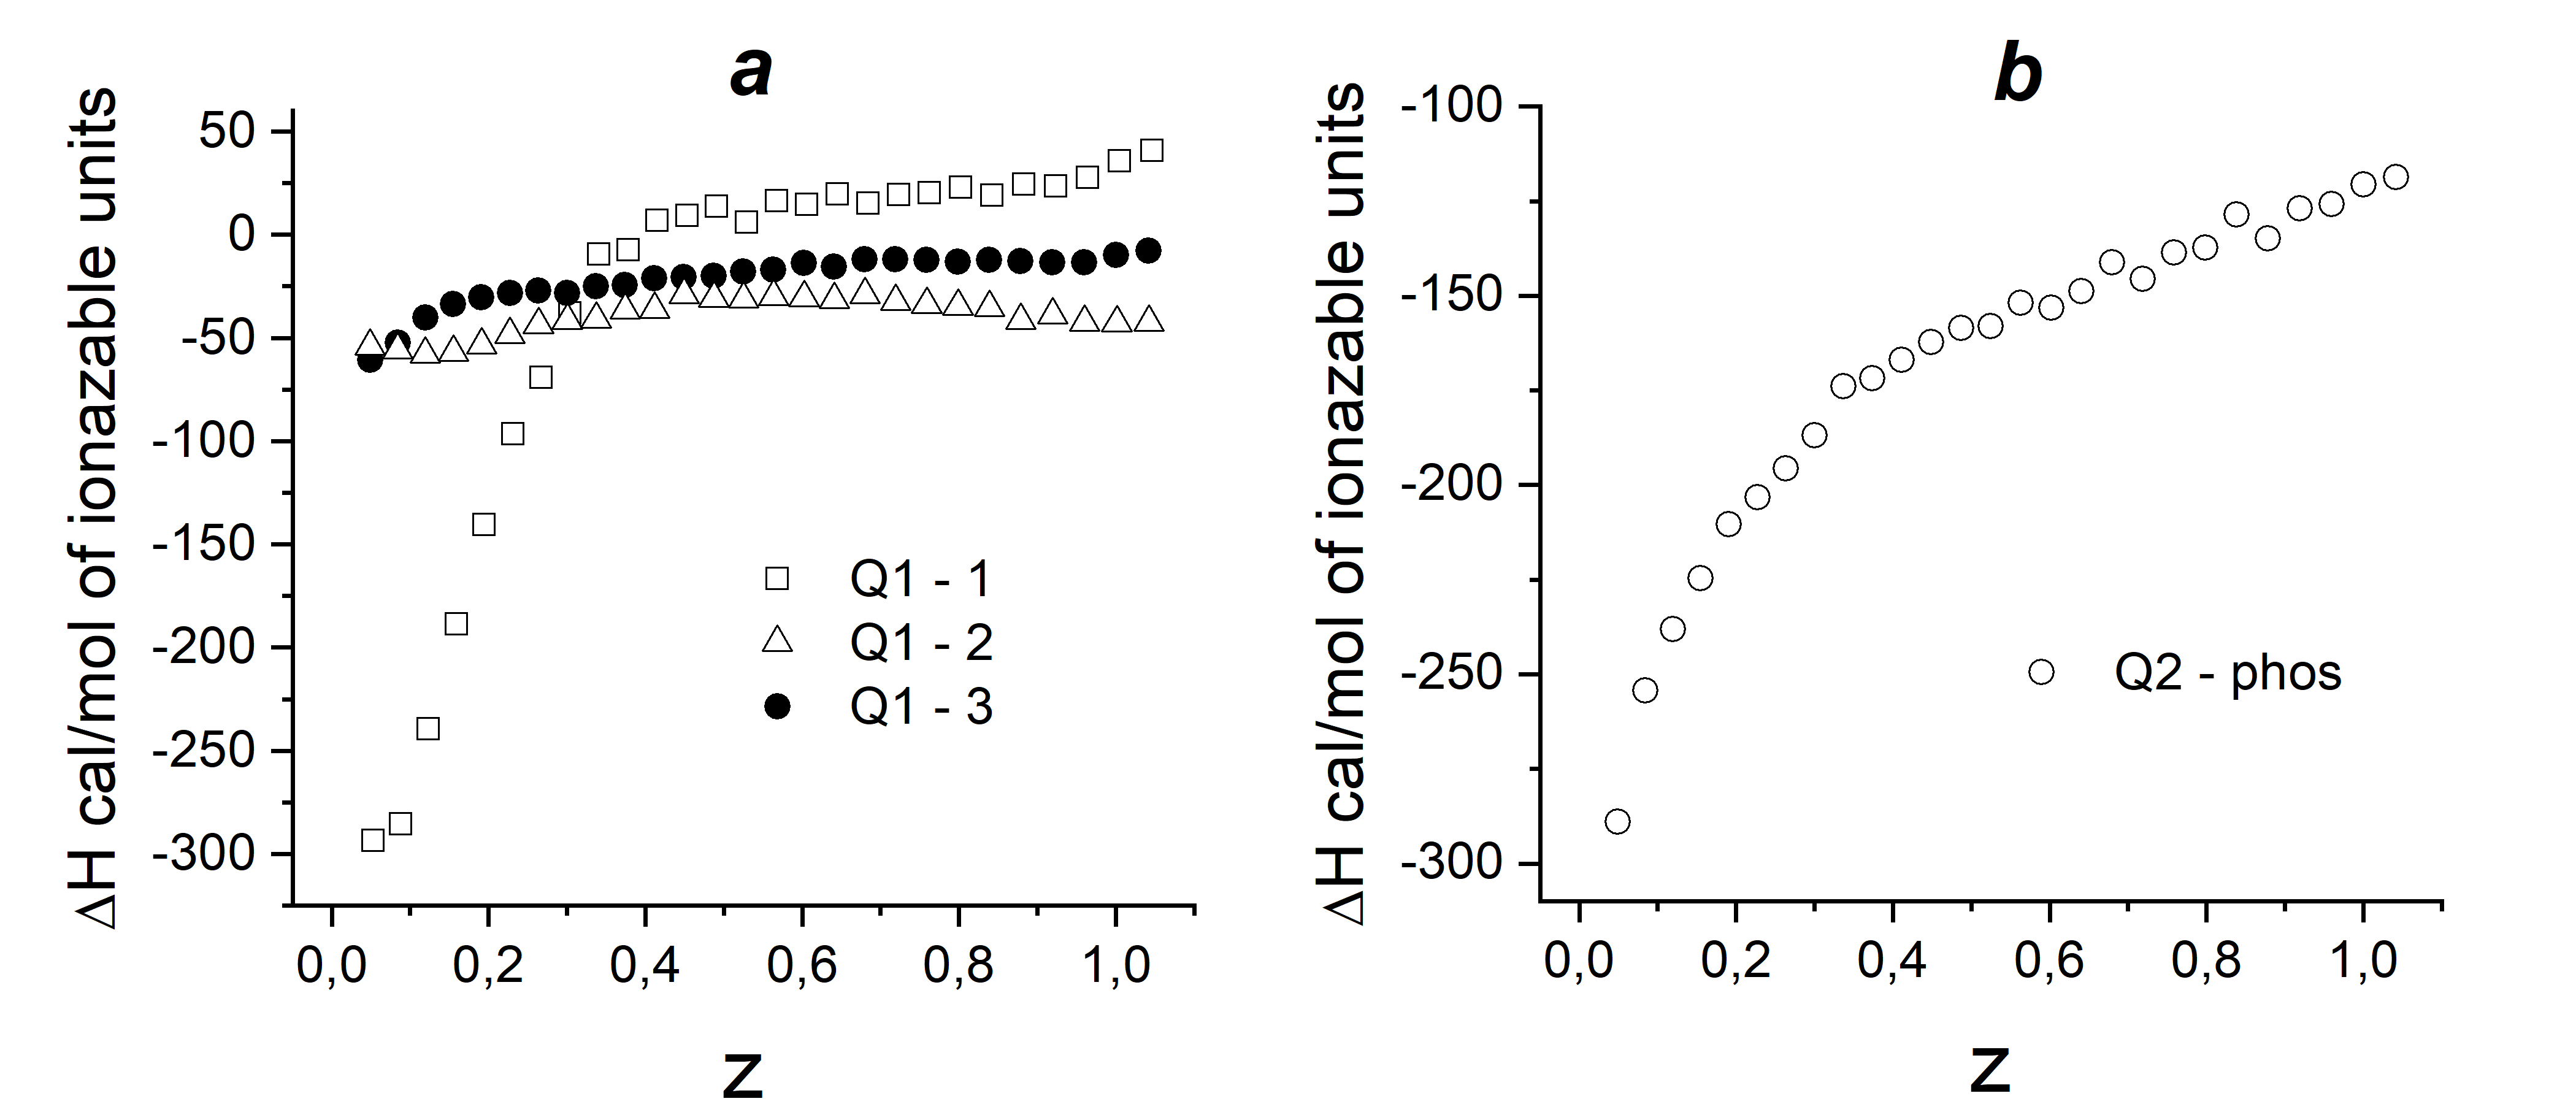 a
ΔH cal/mol of ionazable units
50
0
-50
-100
-150
-200
-250
-300
Q1 - 1
Q1 - 2
Q1 - 3
0,0 0,2 0,4 0,6 0,8 1,0
Z
b
ΔH cal/mol of ionazable units
-100
-150
-200
-250
-300
Q2 - phos
0,0 0,2 0,4 0,6 0,8 1,0
Z